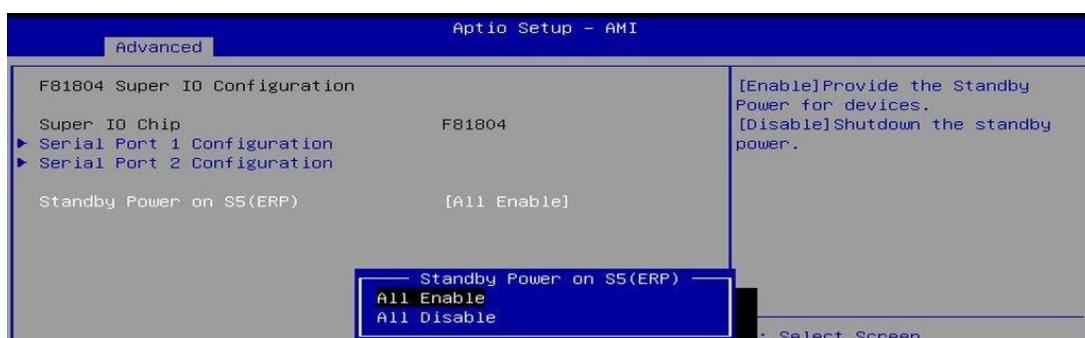 Aptio Setup - AMI
Advanced
F81804 Super IO Configuration
Super IO Chip F81804
Serial Port 1 Configuration
Serial Port 2 Configuration
Standby Power on S5(ERP) [All Enable]
[Enable]Provide the Standby
Power for devices.
[Disable]Shutdown the standby
power.
Standby Power on S5(ERP)
All Enable
All Disable
: Select Screen